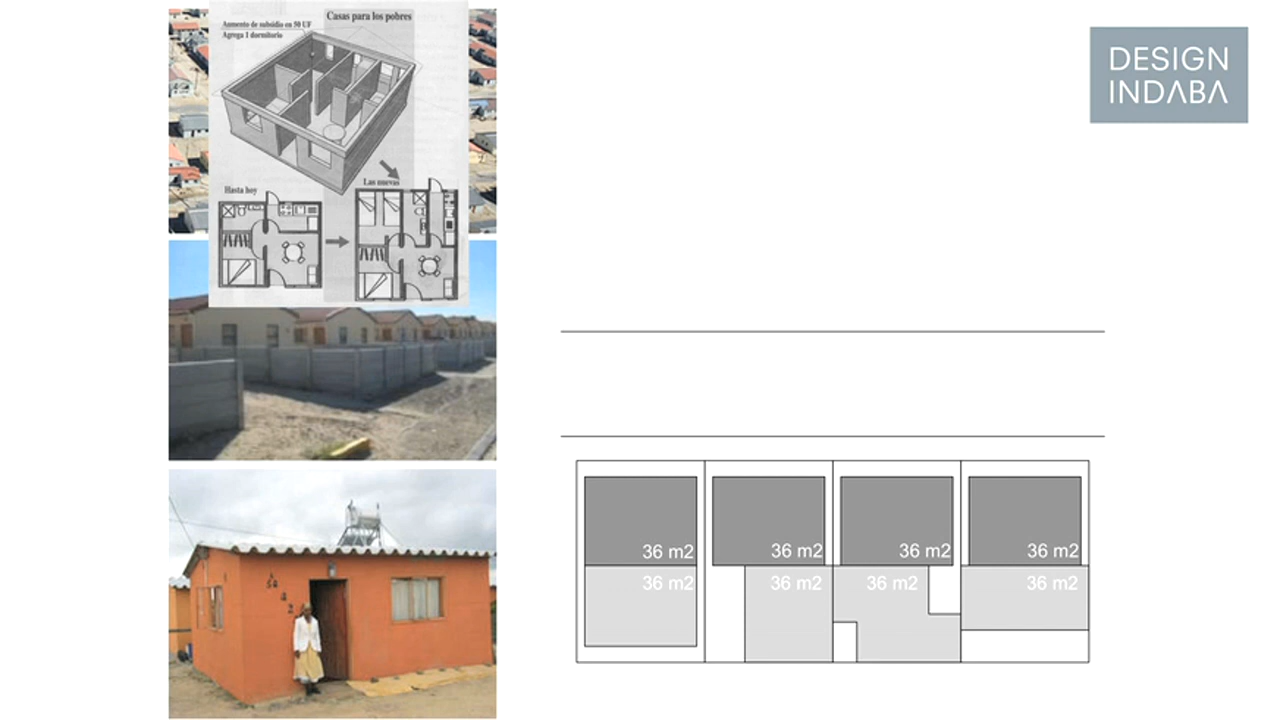 Casas para los pobres
Aumento de subsidio en 50 UF
Agrega 1 dormitorio
Hasta hoy
Las nuevas
DESIGN
INDABA
36 m2
36 m2
36 m2
36 m2
36 m2
36 m2
36 m2
36 m2